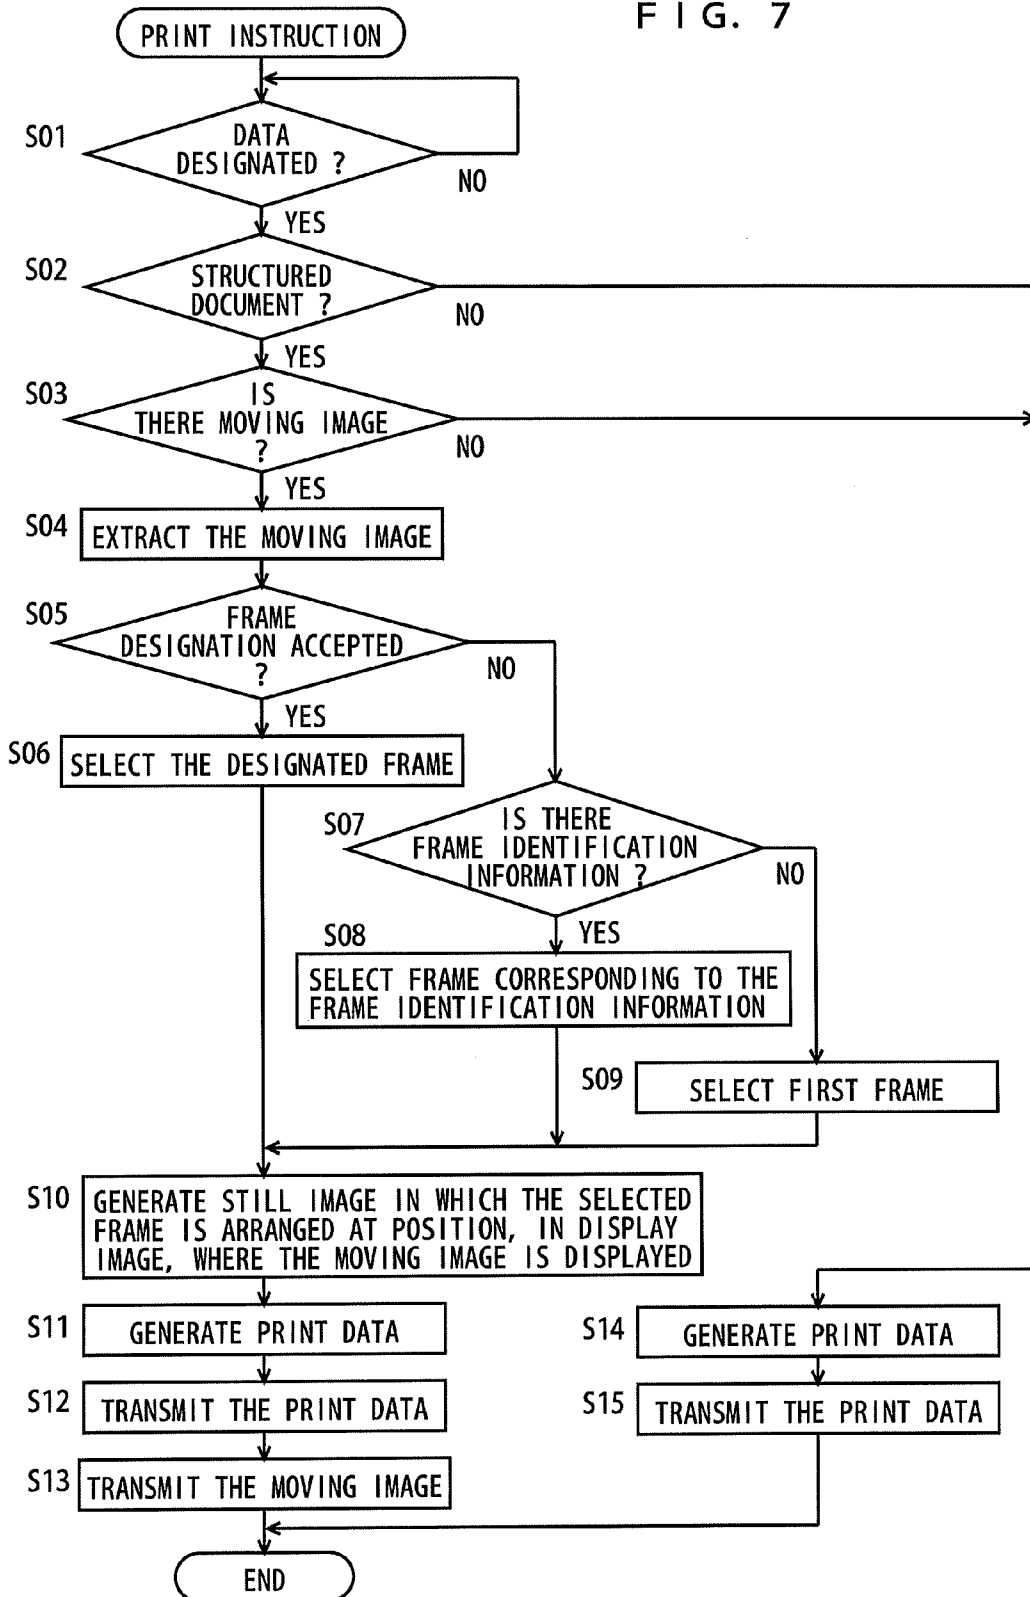 FIG. 7
PRINT INSTRUCTION
S01
DATA
DESIGNATED ?
NO
YES
S02
STRUCTURED
DOCUMENT ?
NO
YES
S03
IS
THERE MOVING IMAGE
?
NO
YES
S04
EXTRACT THE MOVING IMAGE
S05
FRAME
DESIGNATION ACCEPTED
?
NO
YES
S06
SELECT THE DESIGNATED FRAME
S07
IS THERE
FRAME IDENTIFICATION
INFORMATION ?
NO
YES
S08
SELECT FRAME CORRESPONDING TO THE
FRAME IDENTIFICATION INFORMATION
S09
SELECT FIRST FRAME
S10
GENERATE STILL IMAGE IN WHICH THE SELECTED
FRAME IS ARRANGED AT POSITION, IN DISPLAY
IMAGE, WHERE THE MOVING IMAGE IS DISPLAYED
S11
GENERATE PRINT DATA
S12
TRANSMIT THE PRINT DATA
S13
TRANSMIT THE MOVING IMAGE
S14
GENERATE PRINT DATA
S15
TRANSMIT THE PRINT DATA
END